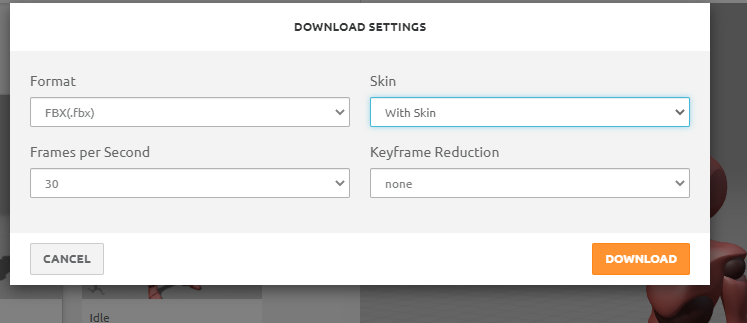 DOWNLOAD SETTINGS
Format
Skin
FBX(.fbx)
With Skin
Frames per Second
Keyframe Reduction
30
none
CANCEL
DOWNLOAD
Idle